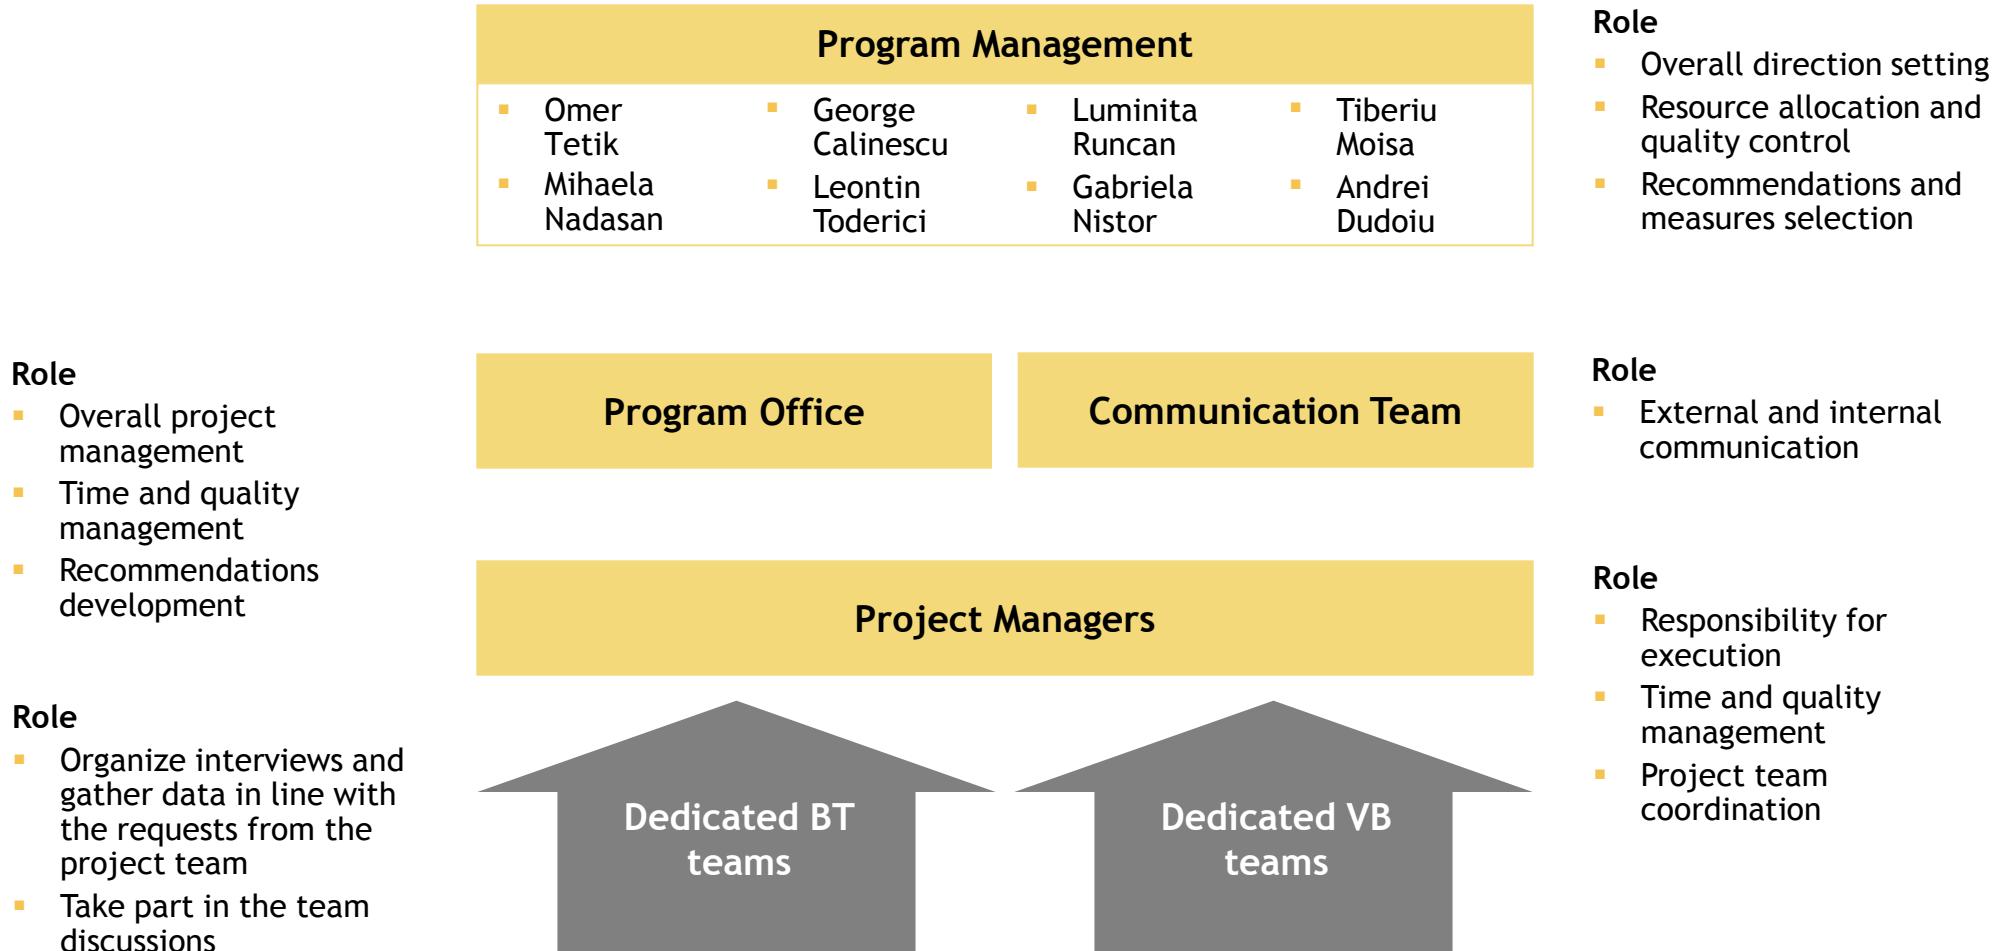 Program Management
Omer
Tetik
George
Calinescu
Luminita
Runcan
Tiberiu
Moisa
Mihaela
Nadasan
Leontin
Toderici
Gabriela
Nistor
Andrei
Dudoiu
Role
Overall direction setting
Resource allocation and
quality control
Recommendations and
measures selection
Role
Overall project
management
Time and quality
management
Recommendations
development
Program Office
Communication Team
Role
External and internal
communication
Project Managers
Role
Responsibility for
execution
Time and quality
management
Project team
coordination
Role
Organize interviews and
gather data in line with
the requests from the
project team
Take part in the team
discussions
Dedicated BT
teams
Dedicated VB
teams